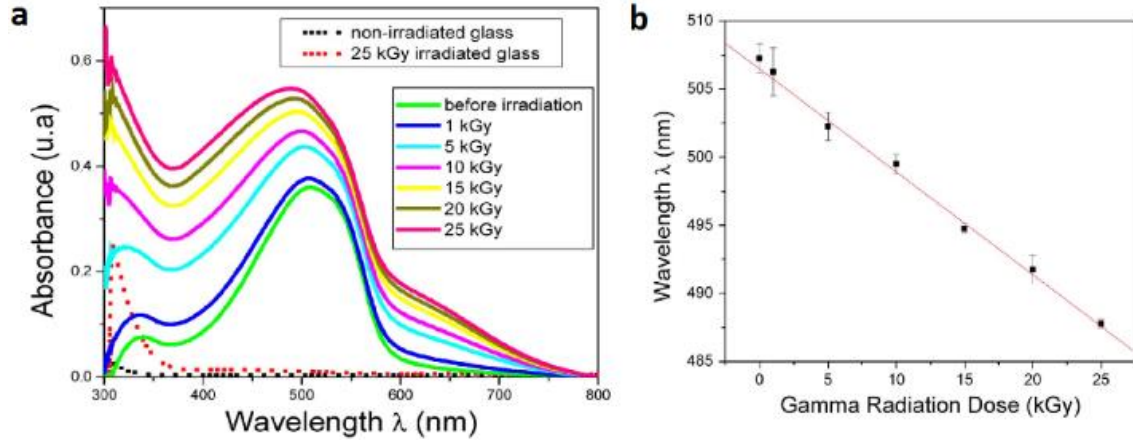 a
Absorbance (u.a)
0.6
0.4
0.2
0.0
300
400
500
600
700
800
Wavelength λ (nm)
non-irradiated glass
25 kGy irradiated glass
before irradiation
1 kGy
5 kGy
10 kGy
15 kGy
20 kGy
25 kGy
b
Wavelength λ (nm)
510
505
500
495
490
485
0
5
10
15
20
25
Gamma Radiation Dose (kGy)